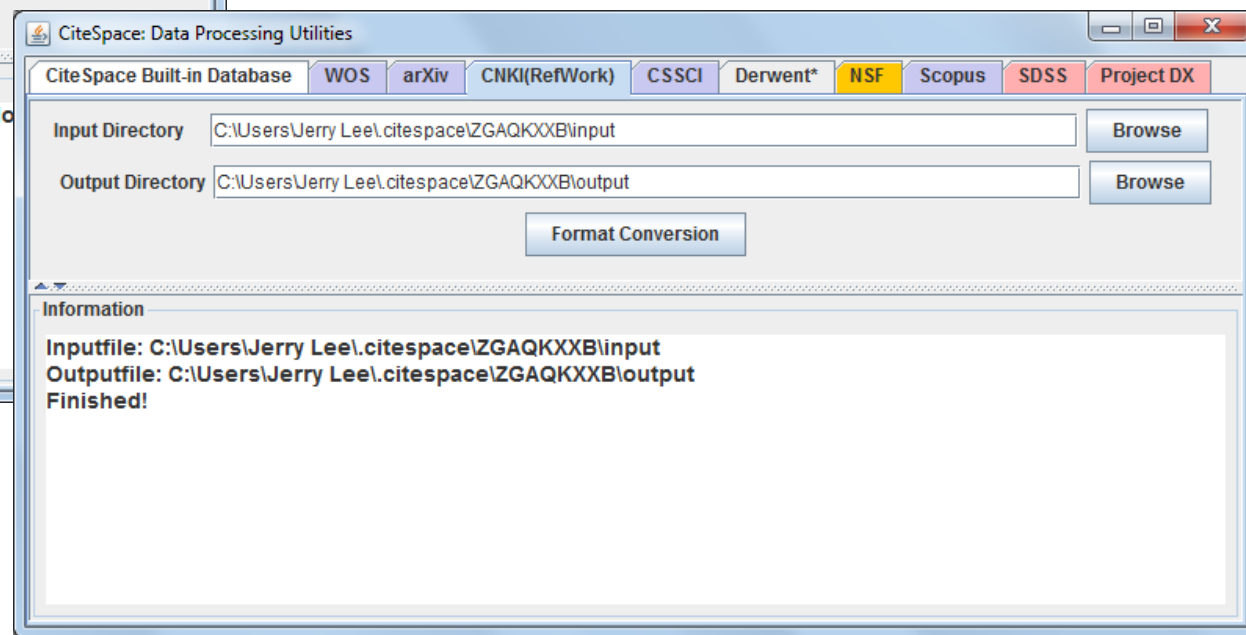 CiteSpace: Data Processing Utilities
CiteSpace Built-in Database WOS arXiv CNKI(RefWork) CSSCI Derwent* NSF Scopus SDSS Project DX
Input Directory C:\Users\Jerry Lee\.citespace\ZGAQKXXB\input Browse
Output Directory C:\Users\Jerry Lee\.citespace\ZGAQKXXB\output Browse
Format Conversion
Information
Inputfile: C:\Users\Jerry Lee\.citespace\ZGAQKXXB\input
Outputfile: C:\Users\Jerry Lee\.citespace\ZGAQKXXB\output
Finished!